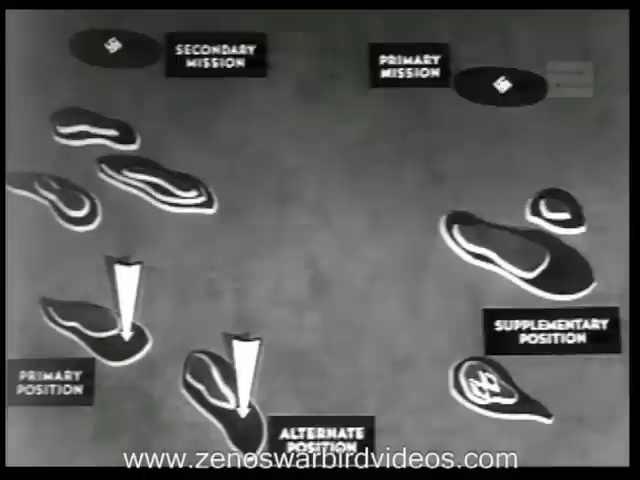 SECONDARY
MISSION
PRIMARY
MISSION
SUPPLEMENTARY
POSITION
PRIMARY
POSITION
ALTERNATE
POSITION
www.zenoswarbirdvideos.com